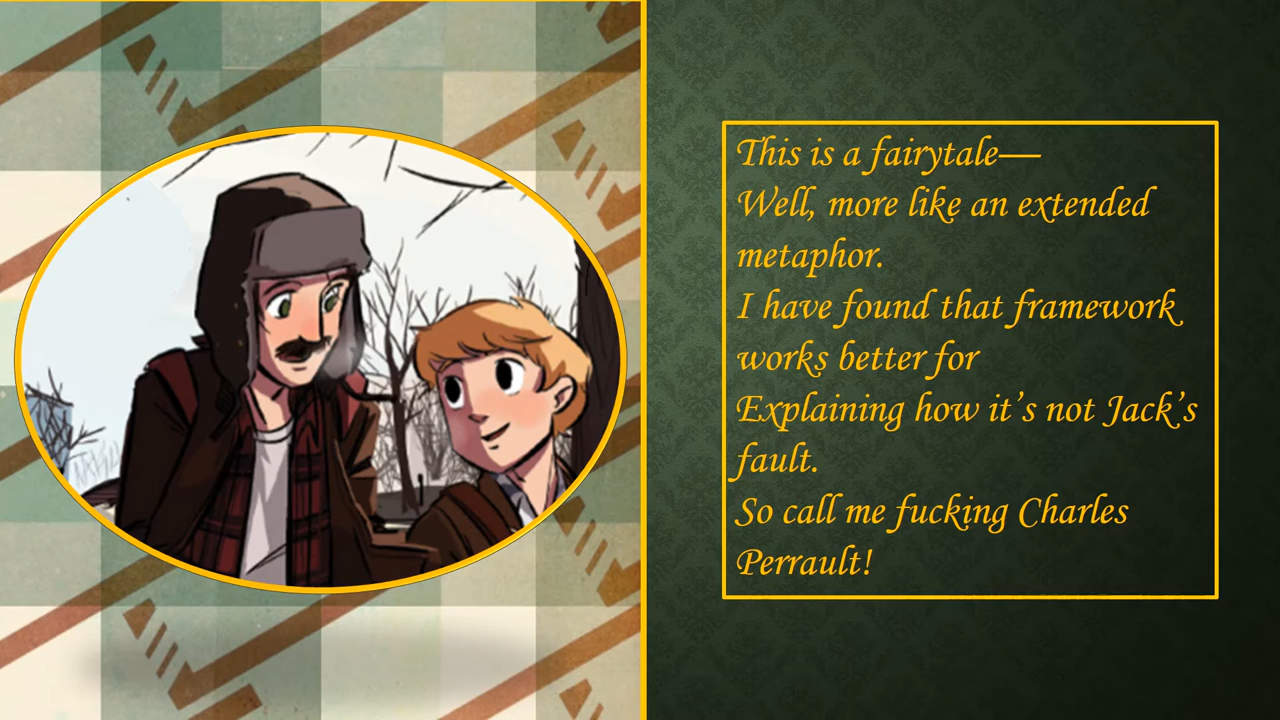 This is a fairytale—
Well, more like an extended
metaphor.
I have found that framework
works better for
Explaining how it’s not Jack’s
fault.
So call me fucking Charles
Perrault!